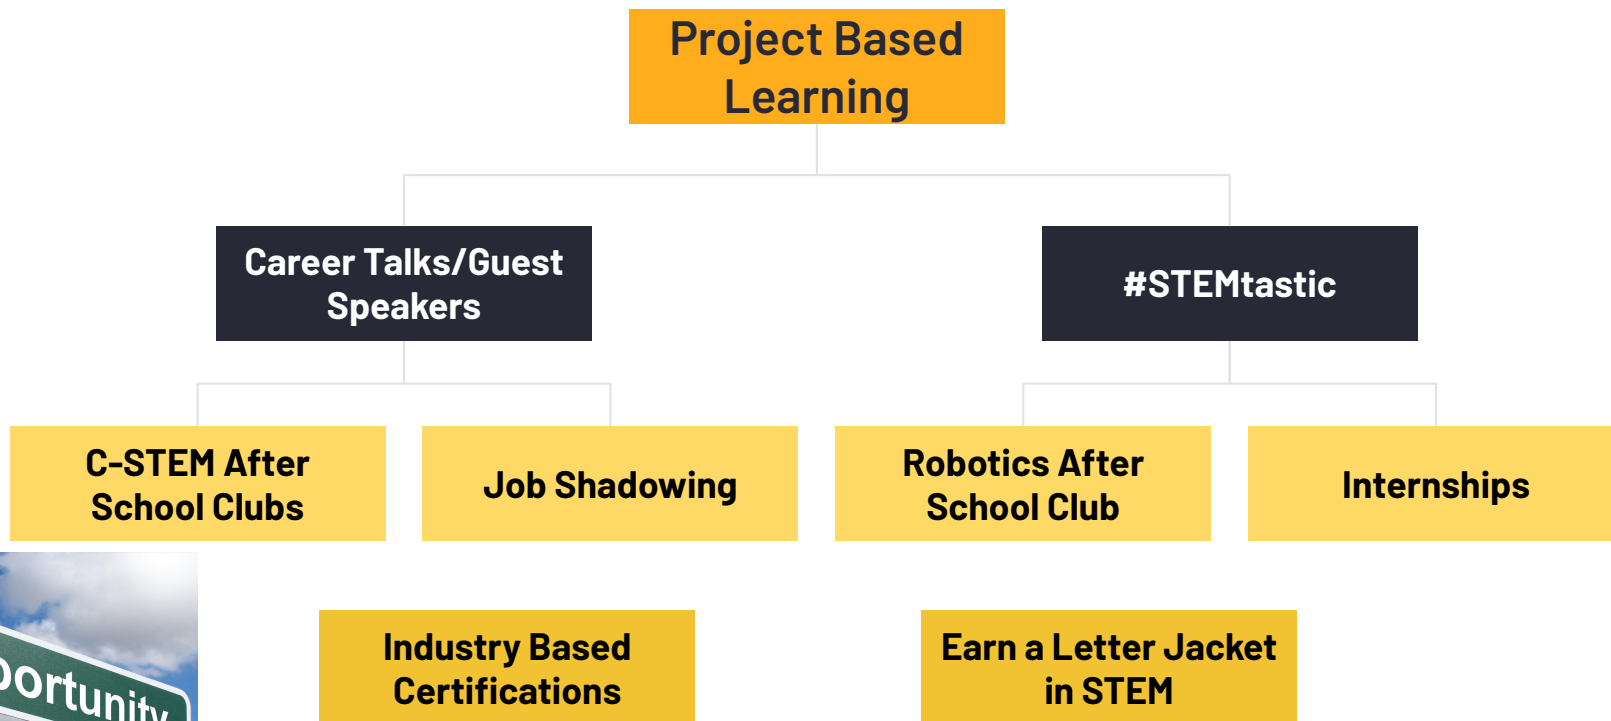 Project Based
Learning
Career Talks/Guest
Speakers
#STEMtastic
C-STEM After
School Clubs
Job Shadowing
Robotics After
School Club
Internships
Industry Based
Certifications
Earn a Letter Jacket
in STEM
portunity